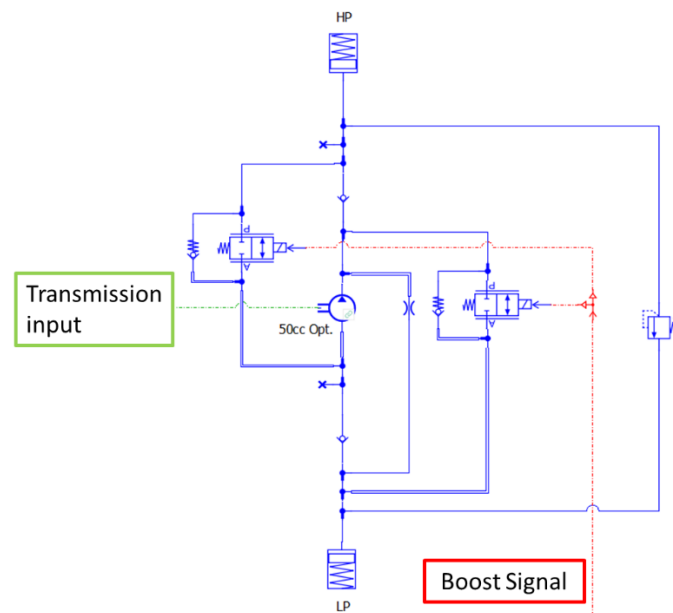 HP
P
A
P
A
Transmission
input
50cc Opt.
Boost Signal
LP